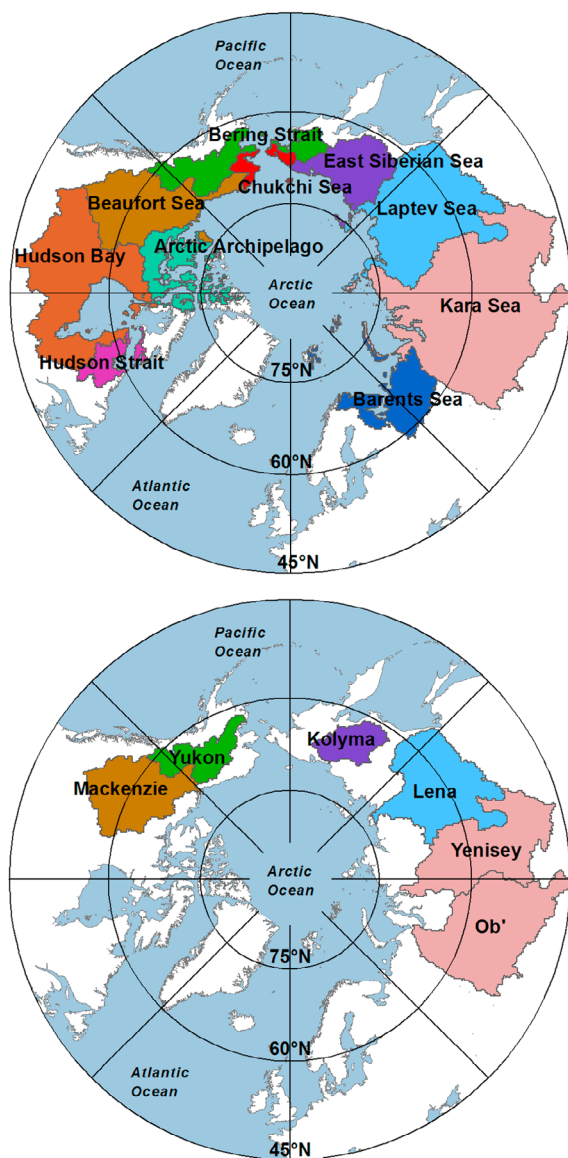 Pacific
Ocean
Bering Strait
East Siberian Sea
Chukchi Sea
Beaufort Sea
Laptev Sea
Arctic Archipelago
Hudson Bay
Arctic
Ocean
Kara Sea
Hudson Strait
75°N
Barents Sea
60°N
Atlantic
Ocean
45°N
Pacific
Ocean
Kolyma
Yukon
Mackenzie
Lena
Yenisey
Arctic
Ocean
Ob'
75°N
60°N
Atlantic
Ocean
45°N